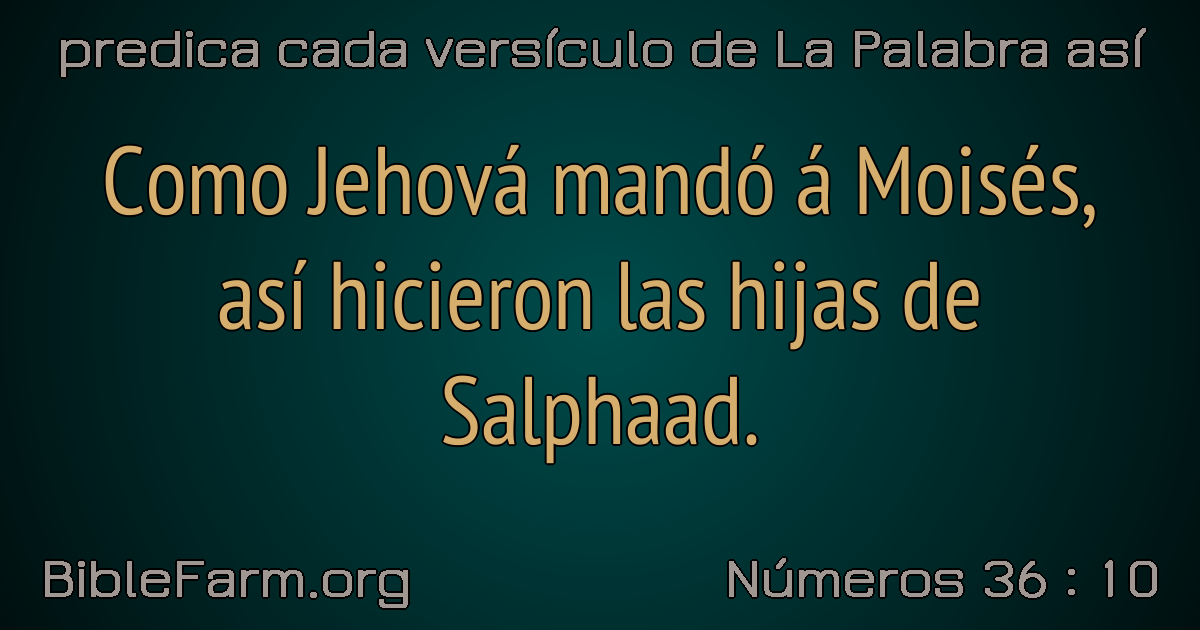 predica cada versículo de La Palabra así
Como Jehová mandó á Moisés,
así hicieron las hijas de
Salphaad.
BibleFarm.org
Números 36 : 10